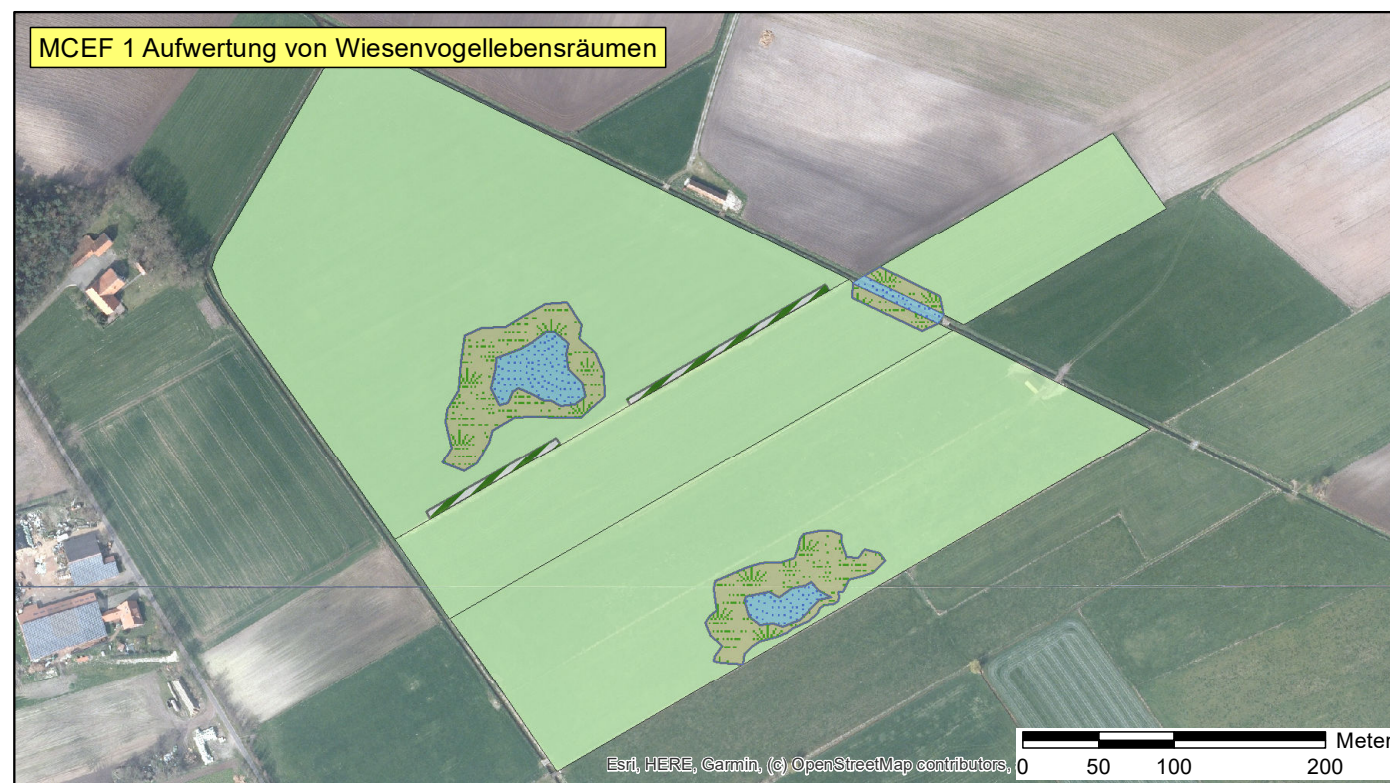 MCEF 1 Aufwertung von Wiesenvogellebensräumen
Esri, HERE, Garmin, (c) OpenStreetMap contributors,
Meter
0 50 100 200